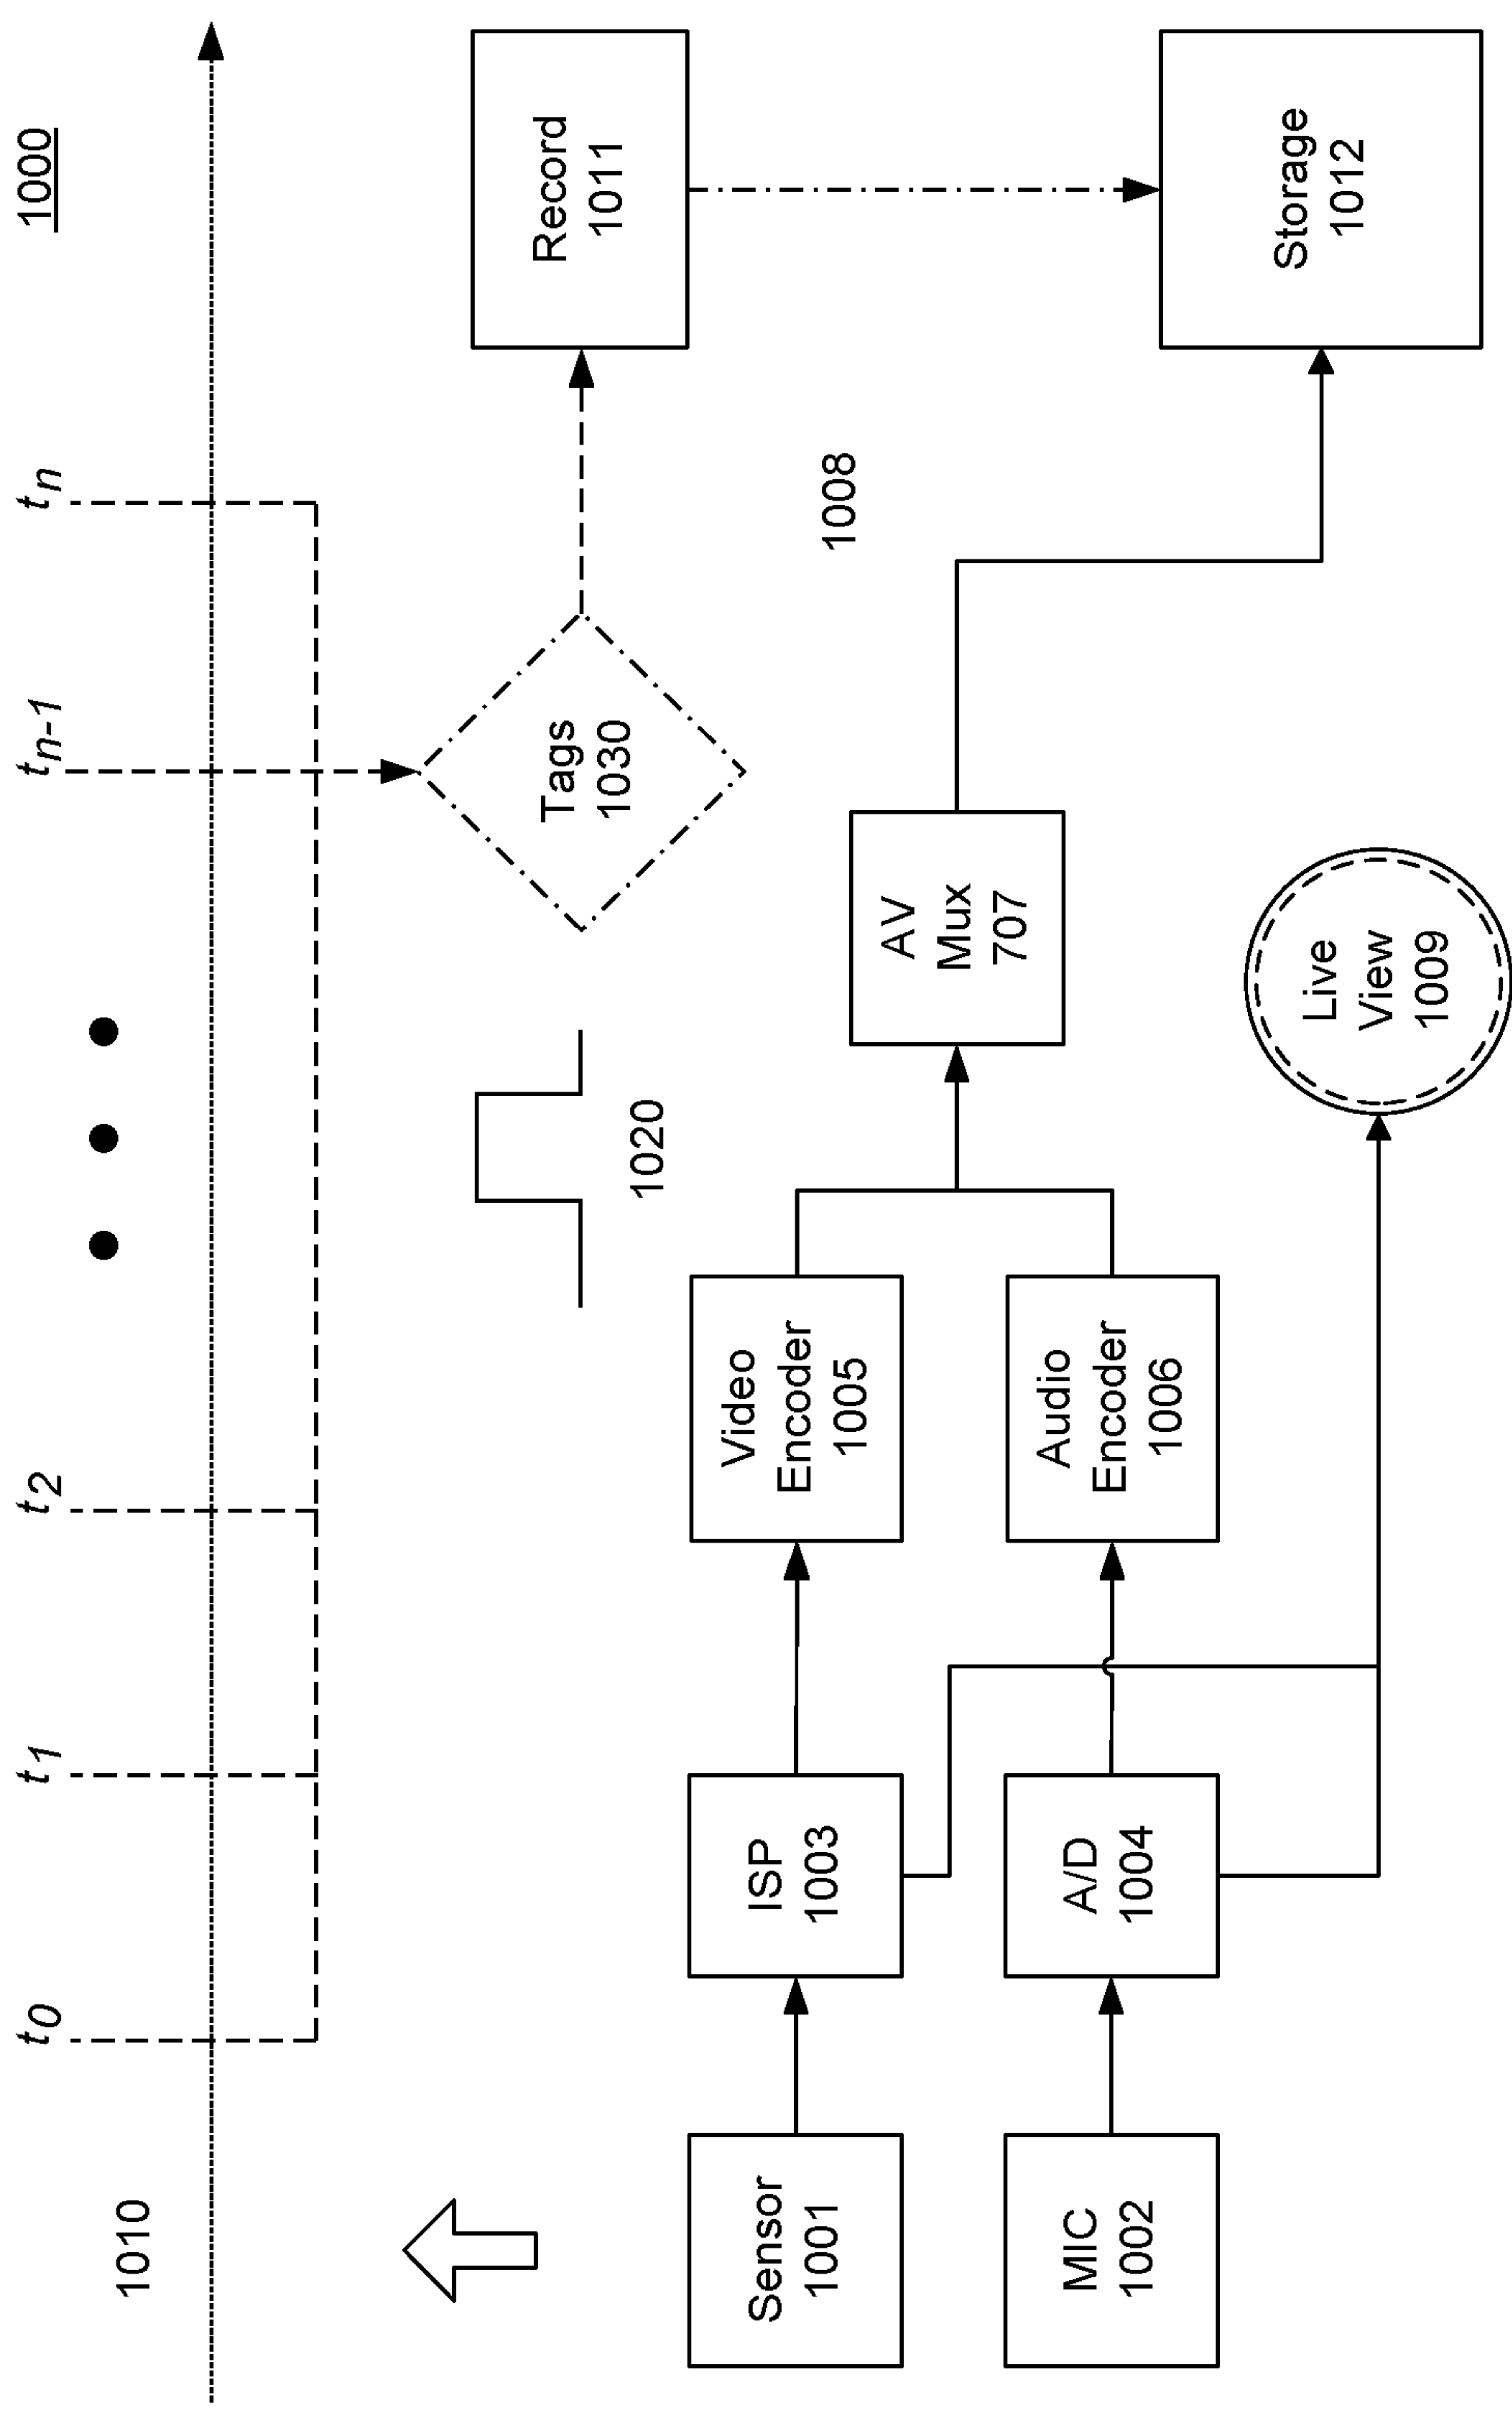 1000
t0
t1
t2
tn-1
tn
1010
Tags
1030
Record
1011
1020
1008
Sensor
1001
ISP
1003
Video
Encoder
1005
AV
Mux
707
MIC
1002
A/D
1004
Audio
Encoder
1006
Live
View
1009
Storage
1012